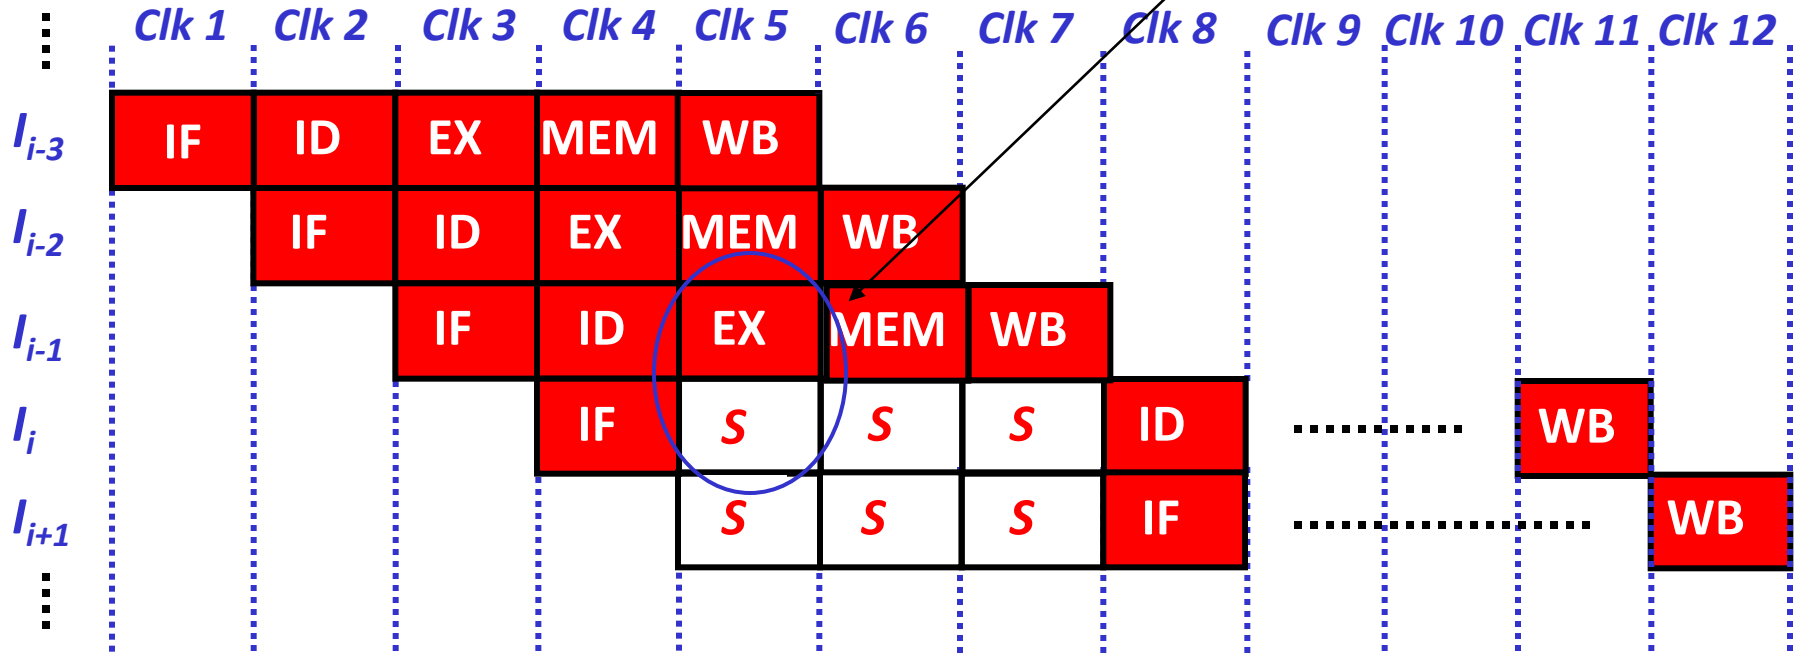 Clk 1 Clk 2 Clk 3 Clk 4 Clk 5 Clk 6 Clk 7 Clk 8 Clk 9 Clk 10 Clk 11 Clk 12
Ii-3 IF ID EX MEM WB
Ii-2 IF ID EX MEM WB
Ii-1 IF ID EX MEM WB
Ii IF S S S ID WB
Ii+1 S S S IF WB